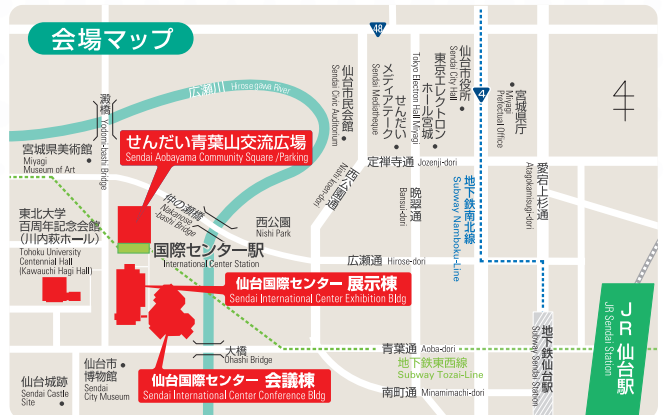 会場マップ
48
広瀬川 Hirosegawa River
澱橋
Yodomi-bashi Bridge
仙台市民会館
Sendai Civic Auditorium
せんだい
メディアテーク
Sendai Mediatheque
東京エレクトロン
ホール宮城
Tokyo Electron Hall Miyagi
仙台市役所
Sendai City Hall
4
宮城県庁
Miyagi
Prefectual Office
宮城県美術館
Miyagi
Museum of Art
せんだい青葉山交流広場
Sendai Aobayama Community Square /Parking
定禅寺通 Jozenji-dori
西公園通
Nishi koen-dori
仲の瀬橋
Nakanose
-bashi Bridge
晩翠通
Bansui-dori
地下鉄南北線
Subway Namboku-Line
愛宕上杉通
Atagokamisugi-dori
東北大学
百周年記念会館
(川内萩ホール)
Tohoku University
Centennial Hall
(Kawauchi Hagi Hall)
西公園
Nishi Park
国際センター駅
International Center Station
広瀬通 Hirose-dori
仙台国際センター 展示棟
Sendai International Center Exhibition Bldg
JR 仙台駅
JR Sendai Station
地下鉄仙台駅
Subway Sendai Station
大橋
Ohashi Bridge
青葉通 Aoba-dori
地下鉄東西線
Subway Tozai-Line
仙台市
博物館
Sendai
City Museum
仙台城跡
Sendai Castle
Site
仙台国際センター 会議棟
Sendai International Center Conference Bldg
南町通 Minamimachi-dori